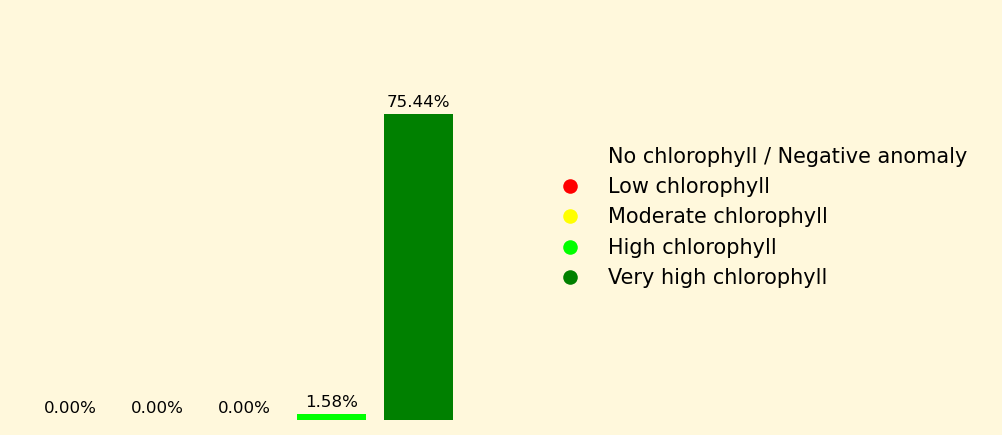 75.44%
1.58%
0.00%
0.00%
0.00%
No chlorophyll / Negative anomaly
Low chlorophyll
Moderate chlorophyll
High chlorophyll
Very high chlorophyll